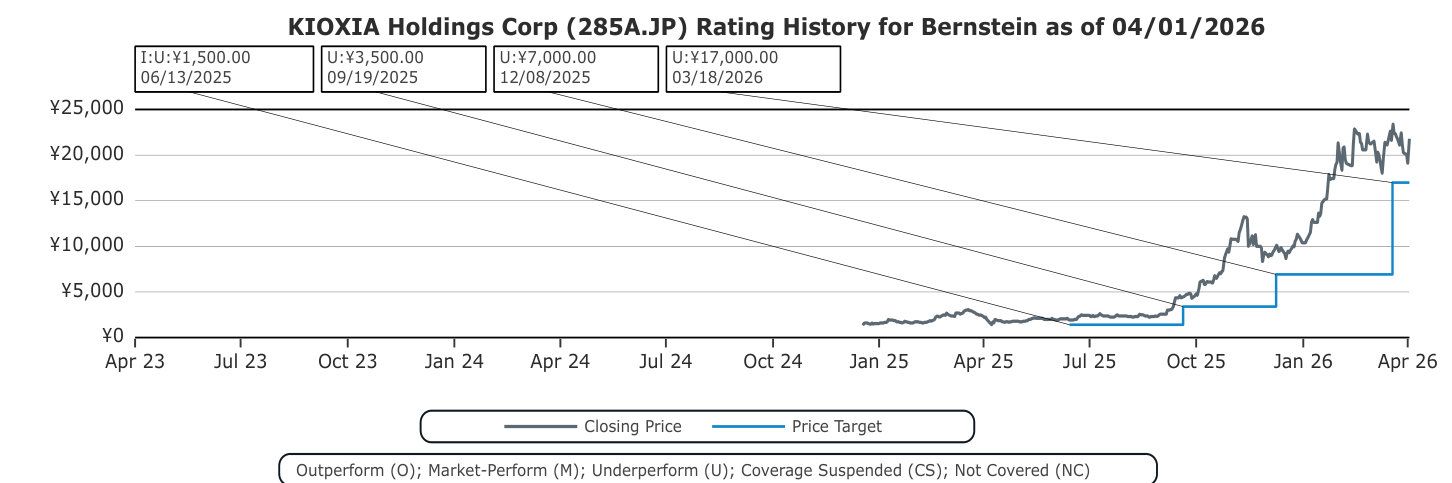 KIOXIA Holdings Corp (285A.JP) Rating History for Bernstein as of 04/01/2026
I:U:¥1,500.00
06/13/2025
U:¥3,500.00
09/19/2025
U:¥7,000.00
12/08/2025
U:¥17,000.00
03/18/2026
¥25,000
¥20,000
¥15,000
¥10,000
¥5,000
¥0
Apr 23 Jul 23 Oct 23 Jan 24 Apr 24 Jul 24 Oct 24 Jan 25 Apr 25 Jul 25 Oct 25 Jan 26 Apr 26
Closing Price Price Target
Outperform (O); Market-Perform (M); Underperform (U); Coverage Suspended (CS); Not Covered (NC)